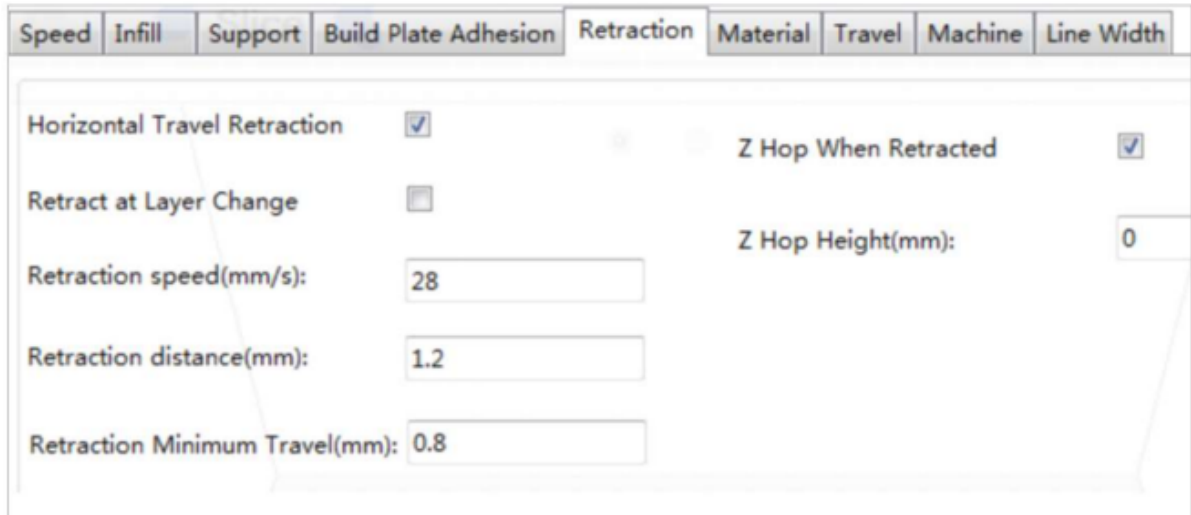 Slice
Speed Infill Support Build Plate Adhesion Retraction Material Travel Machine Line Width
Horizontal Travel Retraction
Z Hop When Retracted
Retract at Layer Change
Z Hop Height(mm): 0
Retraction speed(mm/s): 28
Retraction distance(mm): 1.2
Retraction Minimum Travel(mm): 0.8